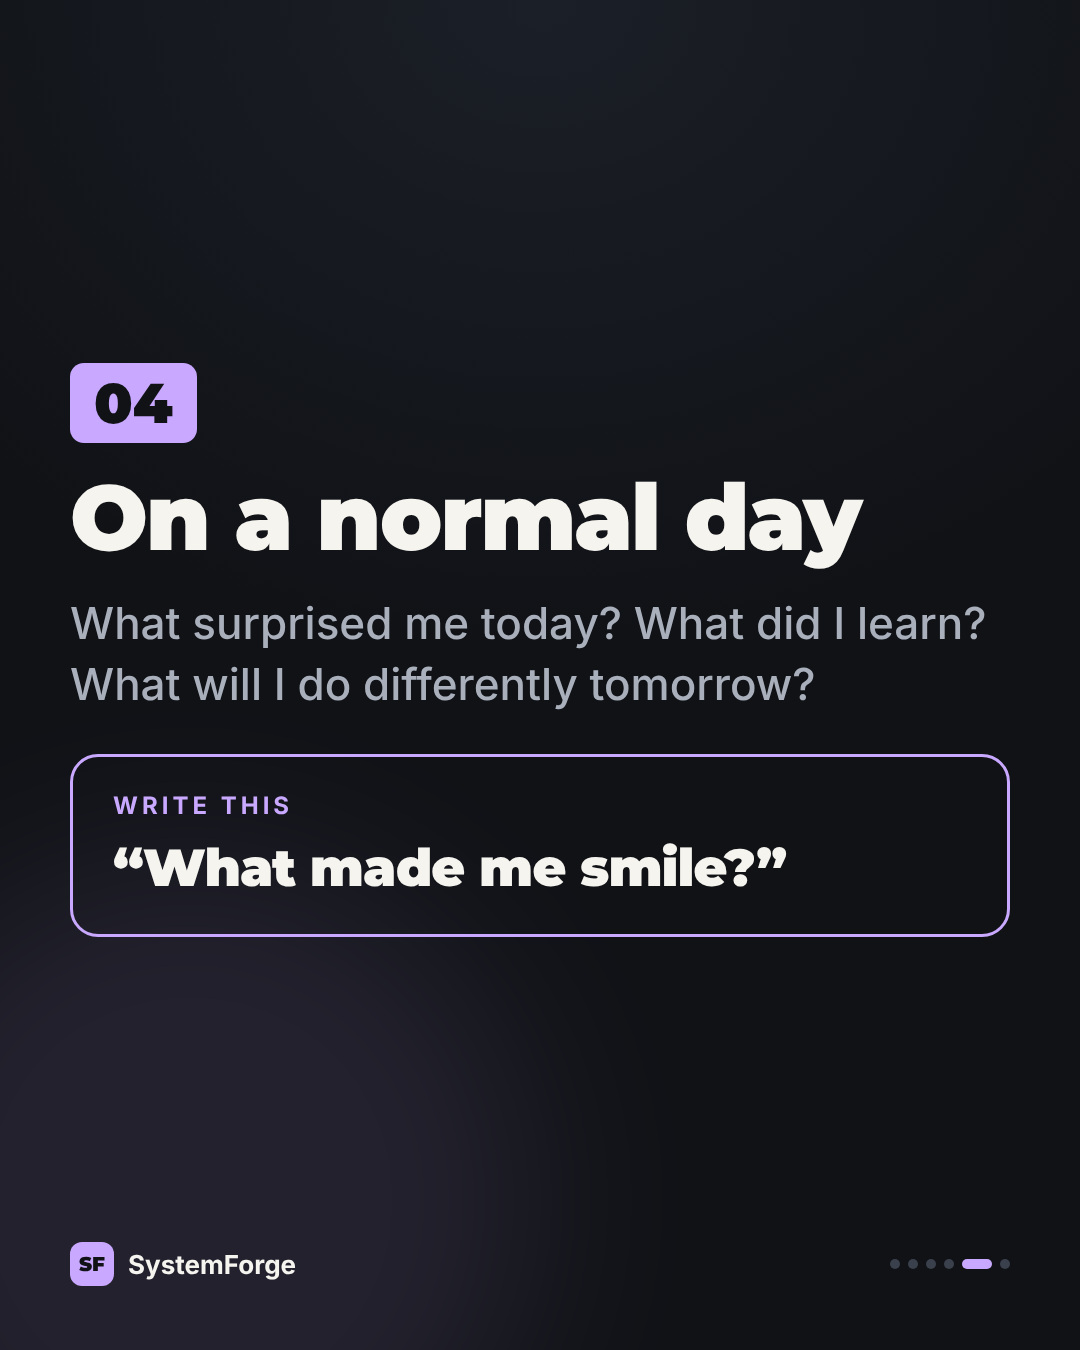 04
On a normal day
What surprised me today? What did I learn?
What will I do differently tomorrow?
WRITE THIS
“What made me smile?”
SF SystemForge